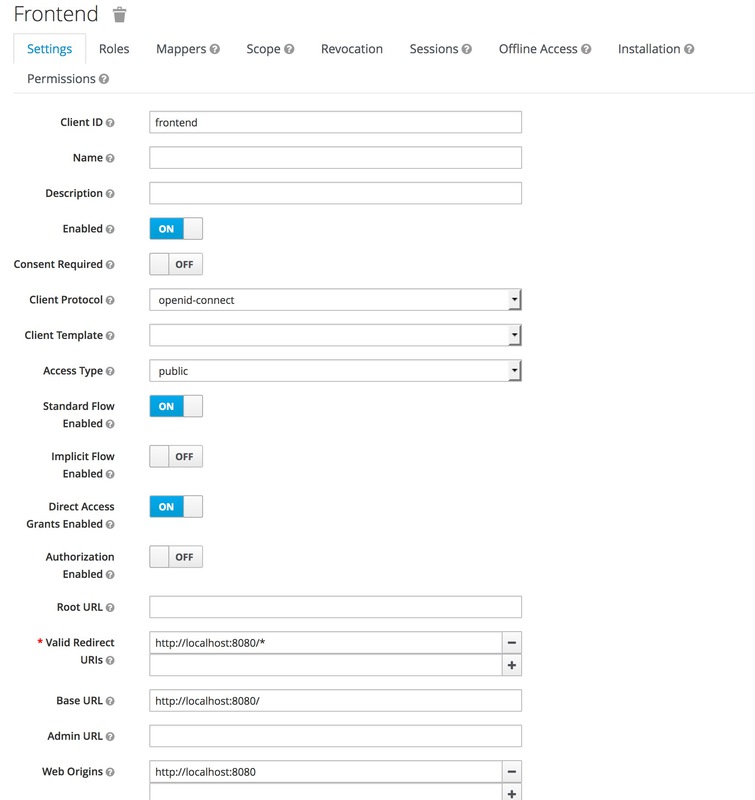 Frontend
Settings Roles Mappers Scope Revocation Sessions Offline Access Installation
Permissions
Client ID frontend
Name
Description
Enabled ON
Consent Required OFF
Client Protocol openid-connect
Client Template
Access Type public
Standard Flow ON
Enabled
Implicit Flow OFF
Enabled
Direct Access ON
Grants Enabled
Authorization OFF
Enabled
Root URL
* Valid Redirect http://localhost:8080/*
URIs
Base URL http://localhost:8080/
Admin URL
Web Origins http://localhost:8080